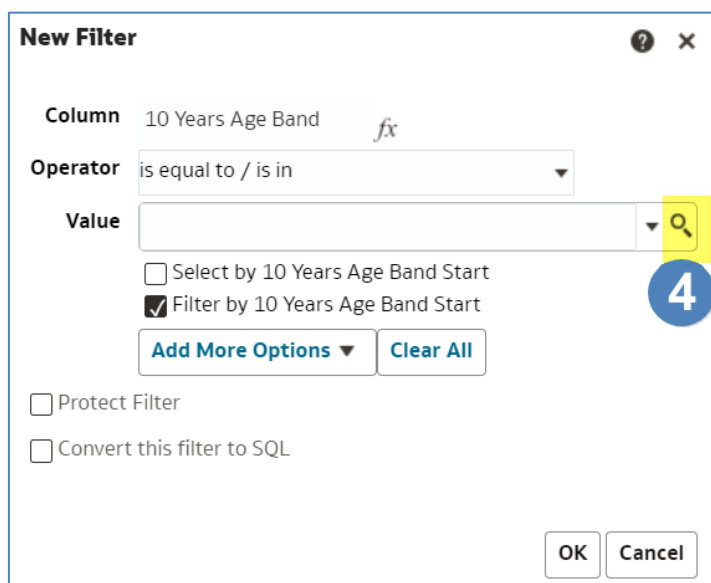 New Filter ?
Column 10 Years Age Band fx
Operator is equal to / is in
Value
Select by 10 Years Age Band Start
4
Filter by 10 Years Age Band Start
Add More Options Clear All
Protect Filter
Convert this filter to SQL
OK Cancel